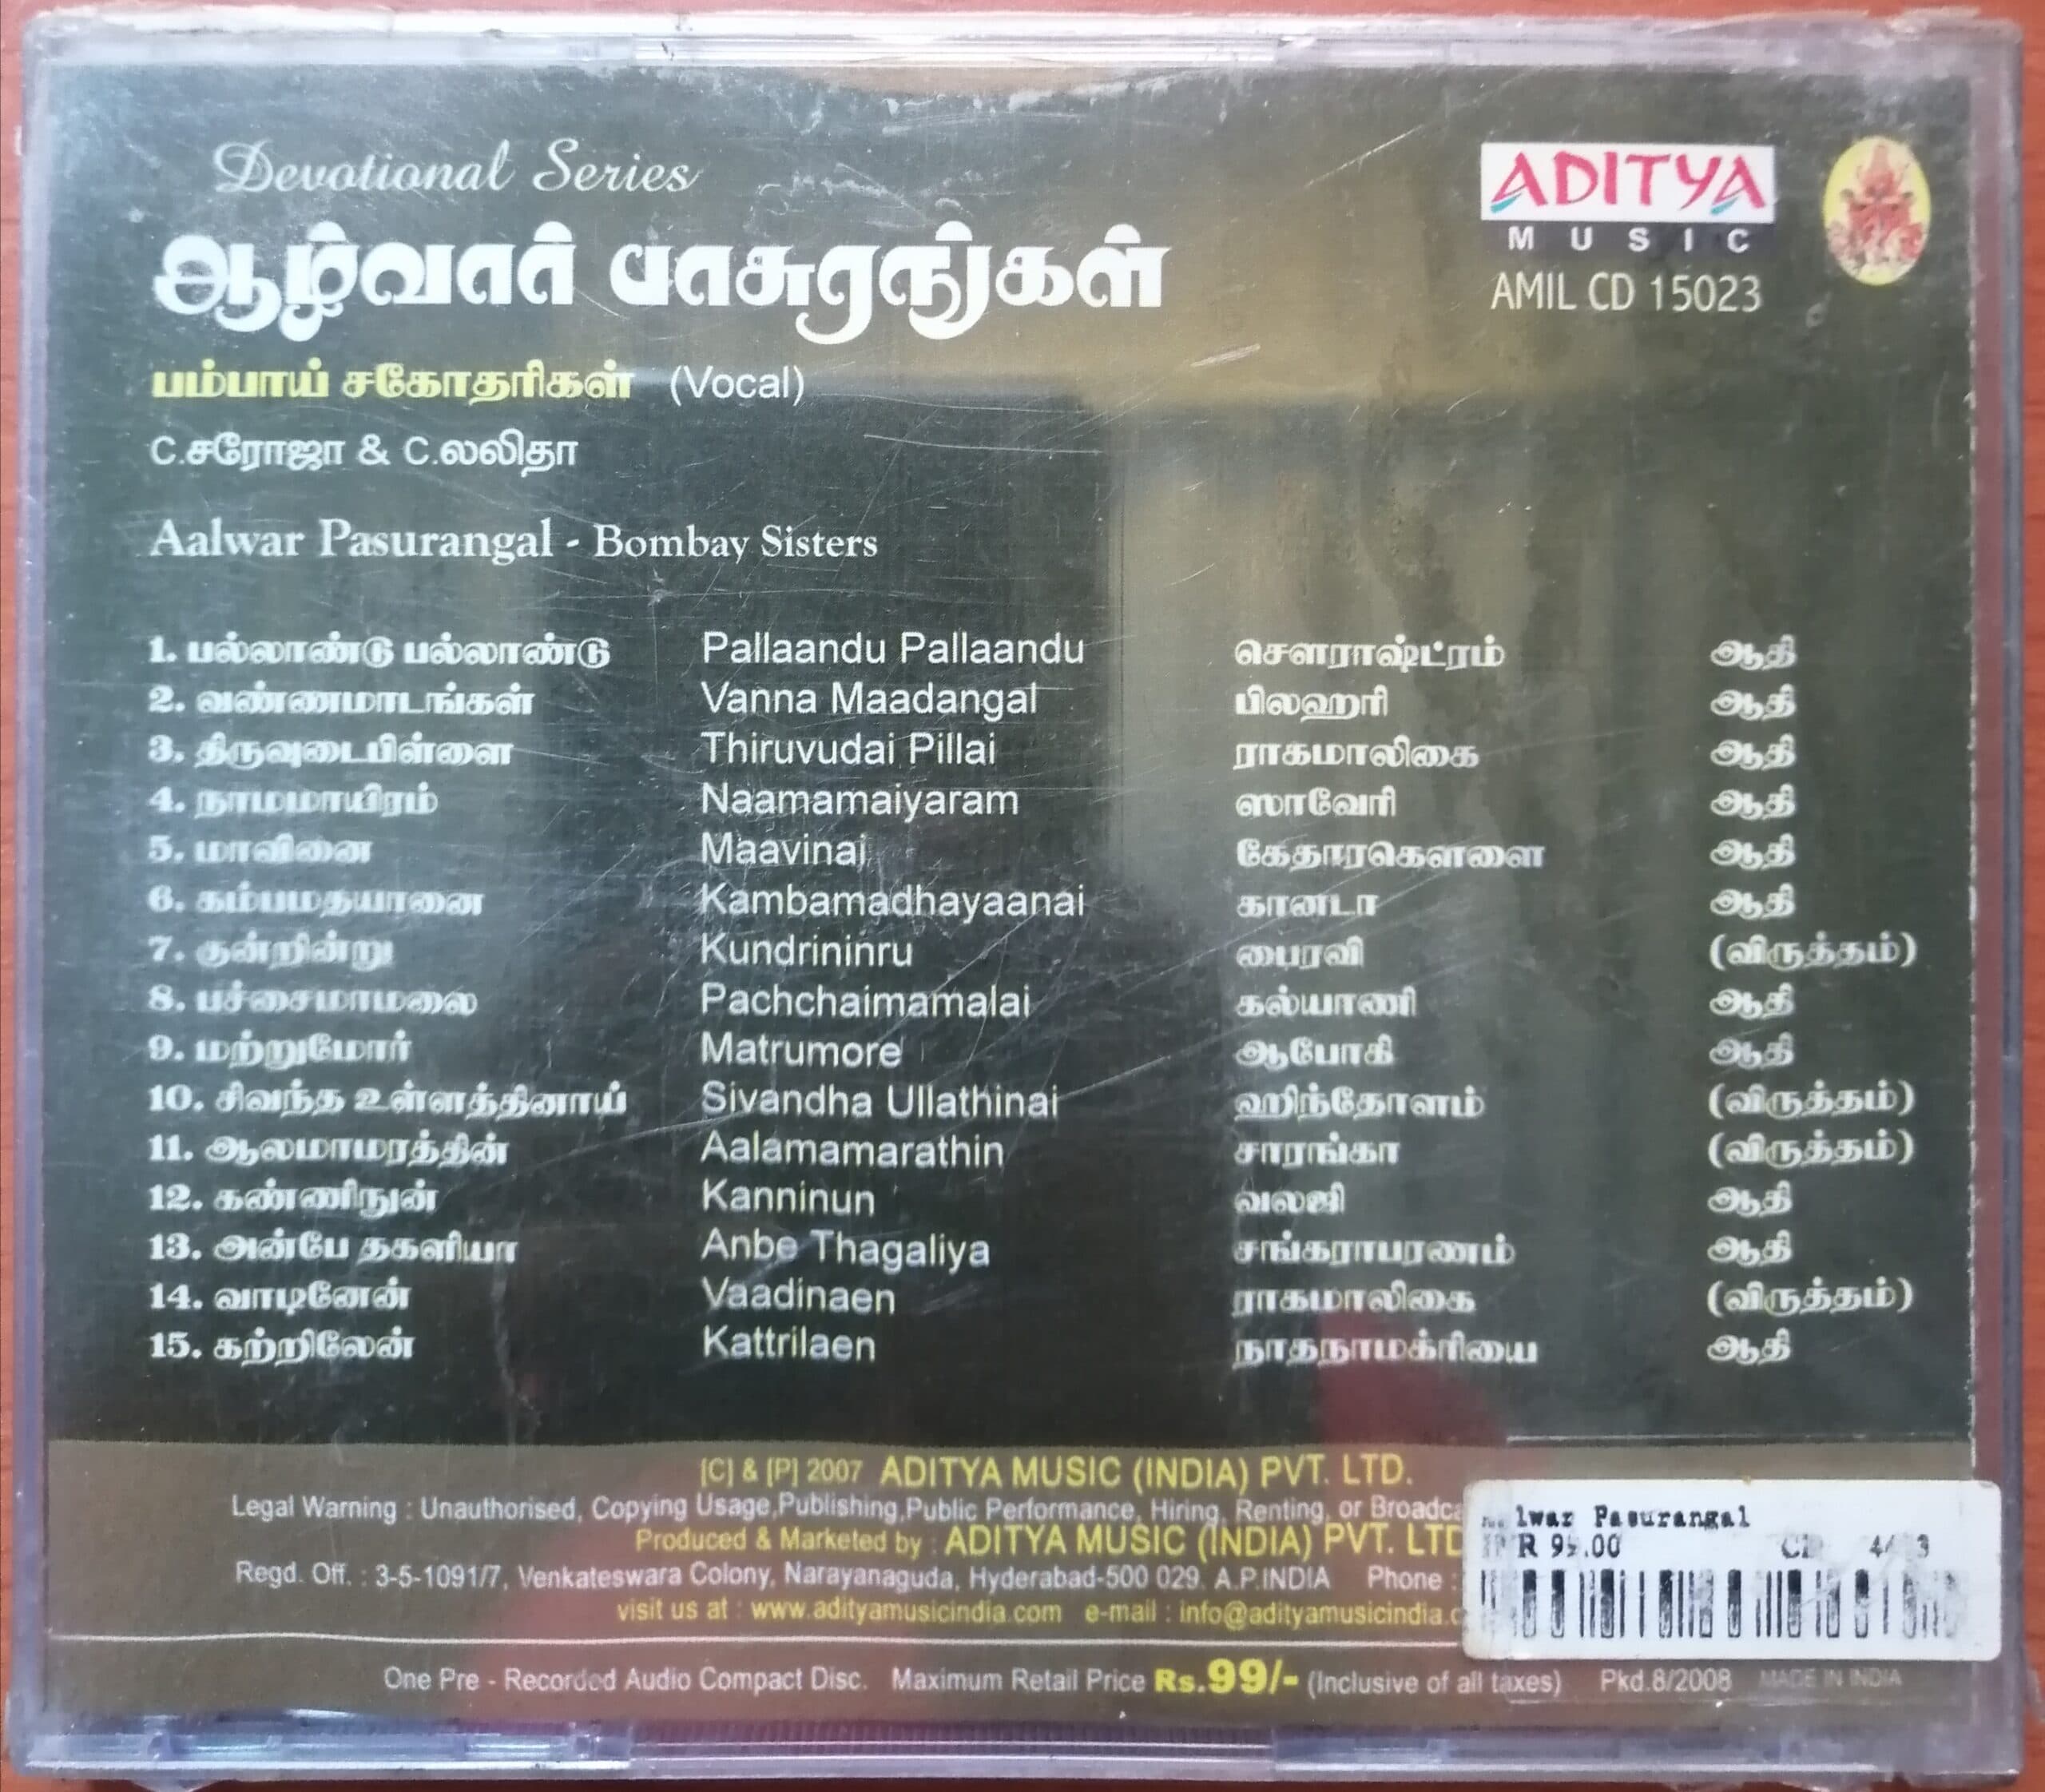 Devotional Series
ADITYA
MUSIC
AMIL CD 15023
ஆழ்வார் பாசுரங்கள்
பம்பாய் சகோதரிகள் (Vocal)
C.சரோஜா & C.லலிதா
Aalwar Pasurangal - Bombay Sisters
1. பல்லாண்டு பல்லாண்டு Pallaandu Pallaandu சௌராஷ்ட்ரம் ஆதி
2. வண்ணமாடங்கள் Vanna Maadangal பிலஹரி ஆதி
3. திருவுடைபிள்ளை Thiruvudai Pillai ராகமாலிகை ஆதி
4. நாமமாயிரம் Naamamaiyaram ஸாவேரி ஆதி
5. மாவினை Maavinai கேதாரகௌளை ஆதி
6. கம்பமதயானை Kambamadhayaanai கானடா ஆதி
7. குன்றின்று Kundrininru பைரவி (விருத்தம்)
8. பச்சைமாமலை Pachchaimamalai கல்யாணி ஆதி
9. மற்றுமோர் Matrumore ஆபோகி ஆதி
10. சிவந்த உள்ளத்தினாய் Sivandha Ullathinai ஹிந்தோளம் (விருத்தம்)
11. ஆலமாமரத்தின் Aalamamarathin சாரங்கா (விருத்தம்)
12. கண்ணிநுன் Kanninun வலஜி ஆதி
13. அன்பே தகளியா Anbe Thagaliya சங்கராபரணம் ஆதி
14. வாடினேன் Vaadinaen ராகமாலிகை (விருத்தம்)
15. கற்றிலேன் Kattrilaen நாதநாமக்ரியை ஆதி
[C] & [P] 2007 ADITYA MUSIC (INDIA) PVT. LTD.
Legal Warning : Unauthorised, Copying Usage,Publishing,Public Performance, Hiring, Renting, or
Produced & Marketed by : ADITYA MUSIC (INDIA) PVT. LTD
Regd. Off. : 3-5-1091/7, Venkateswara Colony, Narayanaguda, Hyderabad-500 029. A.P.INDIA Phone :
visit us at : www.adityamusicindia.com e-mail : info@adityamusicindia.c
Pasurangal
One Pre - Recorded Audio Compact Disc. Maximum Retail Price Rs.99/- (Inclusive of all taxes) Pkd.8/2008 MADE IN INDIA